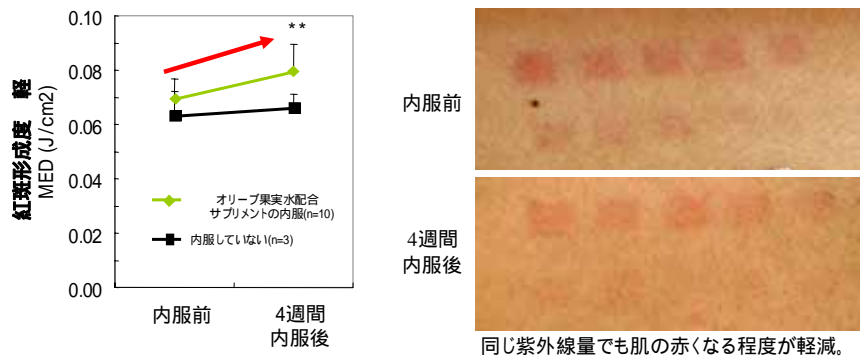 紅斑形成度　軽
MED (J/cm2)
0.10
0.08
0.06
0.04
0.02
0.00
**
オリーブ果実水配合
サプリメントの内服(n=10)
内服していない(n=3)
内服前
4週間
内服後
内服前
4週間
内服後
同じ紫外線量でも肌の赤くなる程度が軽減。